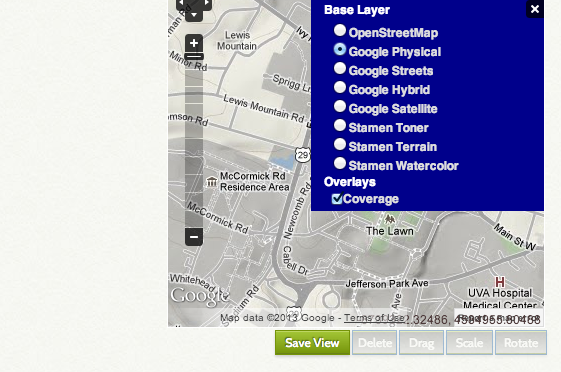 Base Layer
OpenStreetMap
Google Physical
Google Streets
Google Hybrid
Google Satellite
Stamen Toner
Stamen Terrain
Stamen Watercolor
Overlays
Coverage
Lewis
Mountain
Minor Rd
Sprigg Ln
Lewis Mountain Rd
29
McCormick Rd
Residence Area
McCormick Rd
Newcomb Rd
Cabell Dr
The Lawn
Main St W
Jefferson Park Ave
Whitehead
UVA Hospital
Medical Center
Google
Map data ©2013 Google - Terms of Use
Save View
Delete
Drag
Scale
Rotate